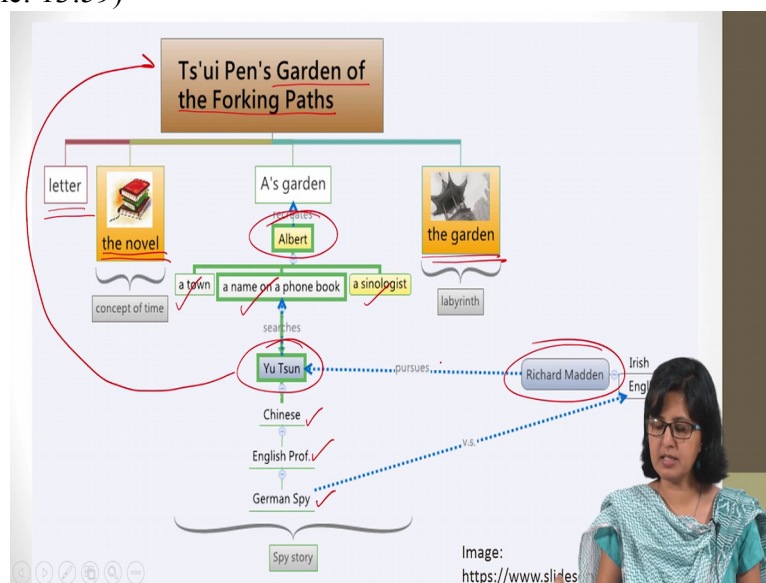 Ts'ui Pen's Garden of
the Forking Paths
letter
the novel
A's garden
the garden
recreates
Albert
a town
a name on a phone book
a sinologist
concept of time
labyrinth
searches
Yu Tsun
pursues
Richard Madden
Irish
Chinese
v.s.
English Prof.
German Spy
Spy story
Image: